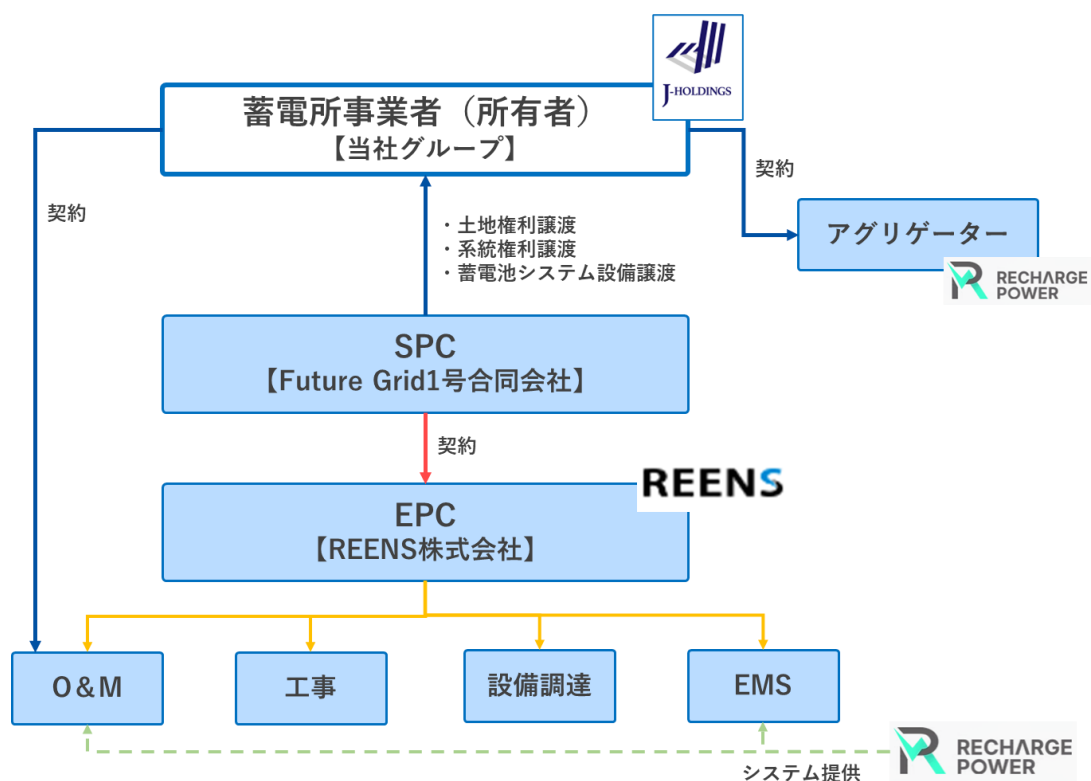 J-HOLDINGS
蓄電所事業者（所有者）
【当社グループ】
契約
契約
アグリゲーター
RECHARGE
POWER
・土地権利譲渡
・系統権利譲渡
・蓄電池システム設備譲渡
SPC
【Future Grid1号合同会社】
契約
REENS
EPC
【REENS株式会社】
O＆M
工事
設備調達
EMS
システム提供
RECHARGE
POWER